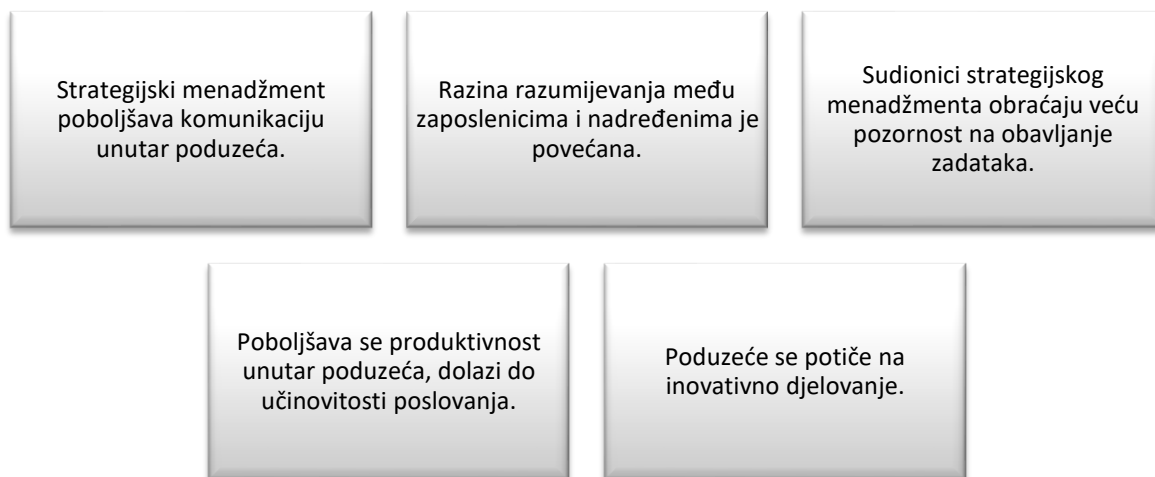 Strategijski menadžment
poboljšava komunikaciju
unutar poduzeća.
Razina razumijevanja među
zaposlenicima i nadređenima je
povećana.
Sudionici strategijskog
menadžmenta obraćaju veću
pozornost na obavljanje
zadataka.
Poboljšava se produktivnost
unutar poduzeća, dolazi do
učinovitosti poslovanja.
Poduzeće se potiče na
inovativno djelovanje.